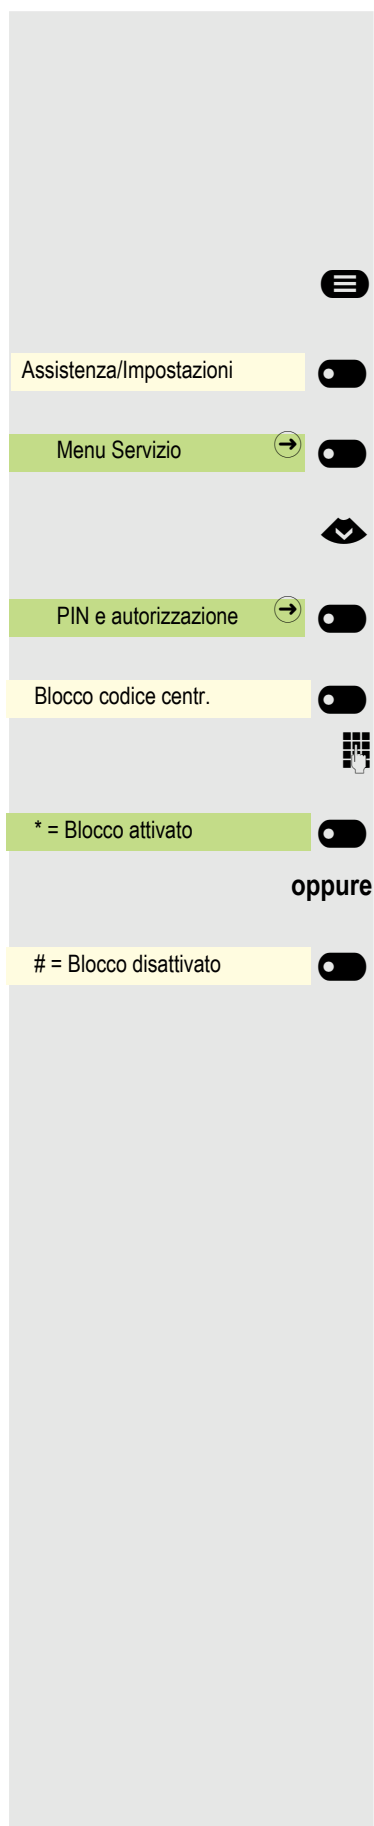 Assistenza/Impostazioni
Menu Servizio
PIN e autorizzazione
Blocco codice centr.
* = Blocco attivato
oppure
# = Blocco disattivato